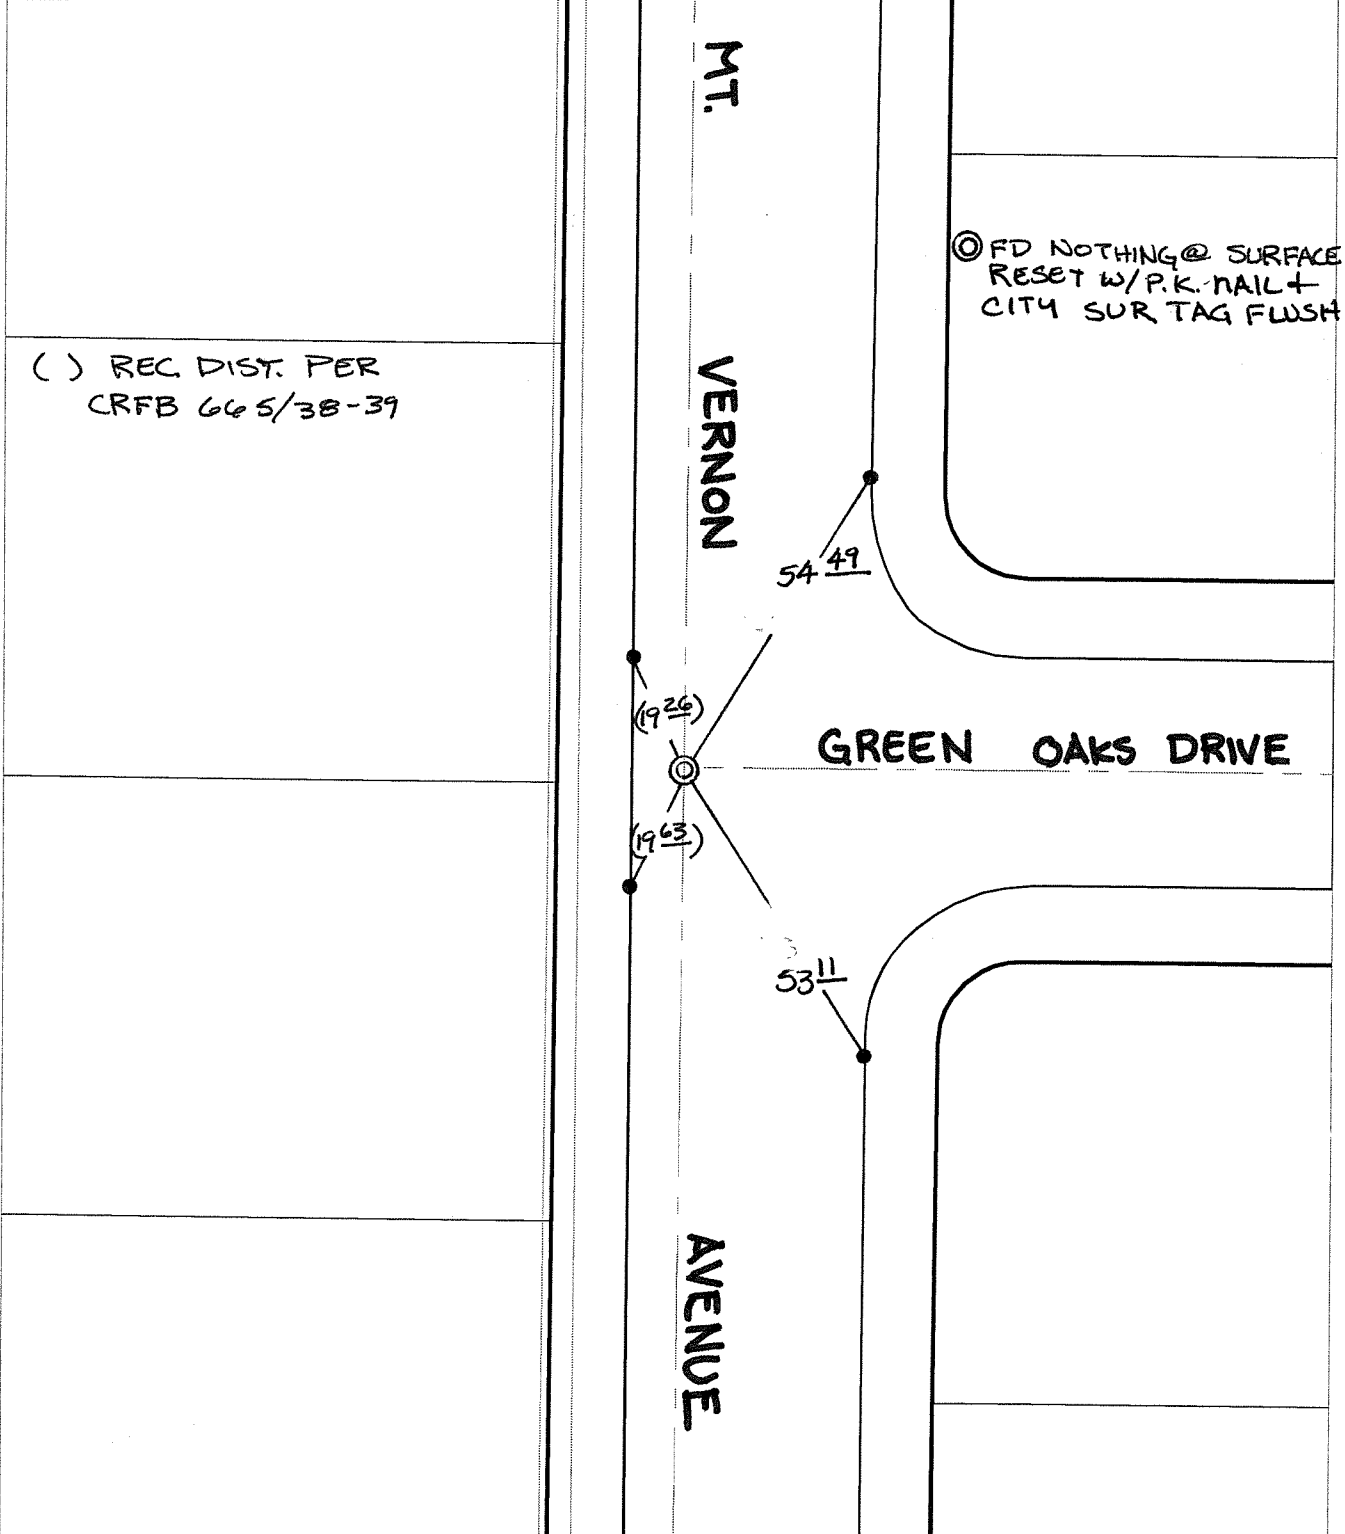 MT.
VERNON
AVENUE
◎ FD NOTHING @ SURFACE
RESET W/ P.K. NAIL +
CITY SUR TAG FLUSH
( ) REC. DIST. PER
CRFB 665/38-39
54 49
(19 26)
GREEN OAKS DRIVE
(19 63)
53 11